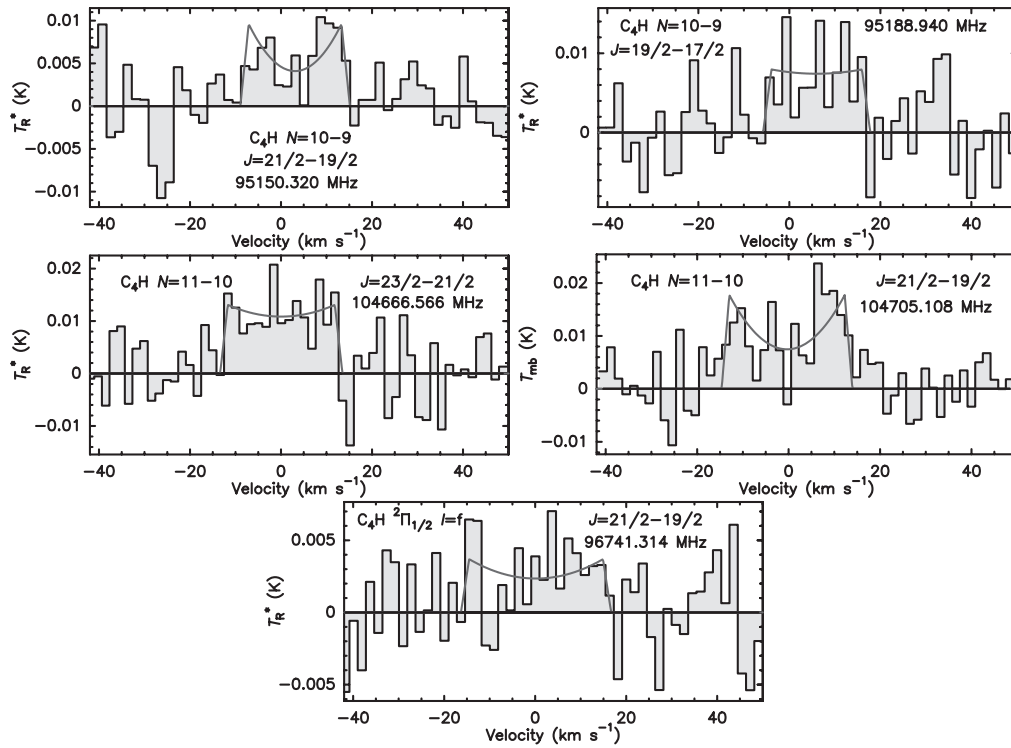 0.01
0.005
0
−0.005
−0.01
T_R^* (K)
C₄H N=10−9
J=21/2−19/2
95150.320 MHz
−40 −20 0 20 40
Velocity (km s⁻¹)
C₄H N=10−9
J=19/2−17/2
95188.940 MHz
0.01
0
T_R^* (K)
−40 −20 0 20 40
Velocity (km s⁻¹)
C₄H N=11−10
J=23/2−21/2
104666.566 MHz
0.02
0.01
0
−0.01
T_R^* (K)
−40 −20 0 20 40
Velocity (km s⁻¹)
C₄H N=11−10
J=21/2−19/2
104705.108 MHz
0.02
0.01
0
−0.01
T_mb (K)
−40 −20 0 20 40
Velocity (km s⁻¹)
C₄H ²Π₁/₂ l=f
J=21/2−19/2
96741.314 MHz
0.005
0
−0.005
T_R^* (K)
−40 −20 0 20 40
Velocity (km s⁻¹)